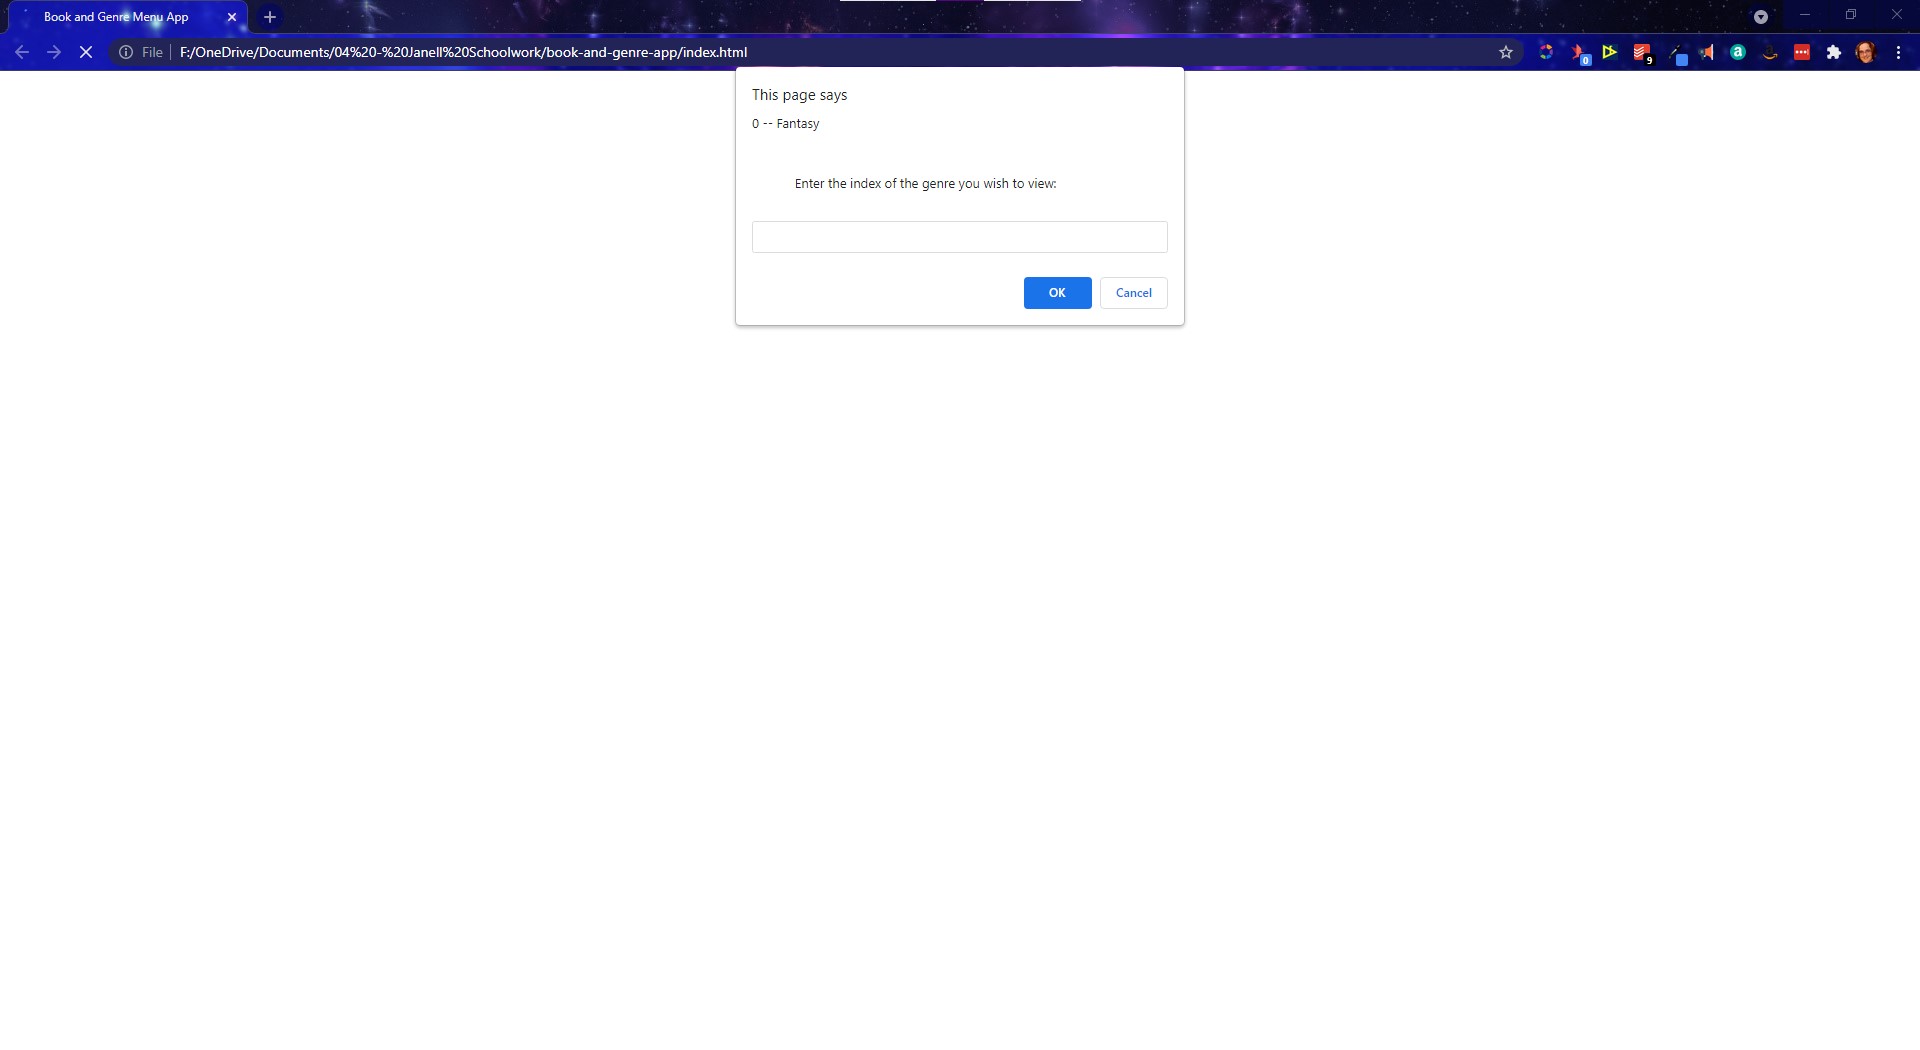 Book and Genre Menu App
File
F:/OneDrive/Documents/04%20-%20Janell%20Schoolwork/book-and-genre-app/index.html
0
9
a
This page says
0 -- Fantasy
Enter the index of the genre you wish to view:
OK
Cancel